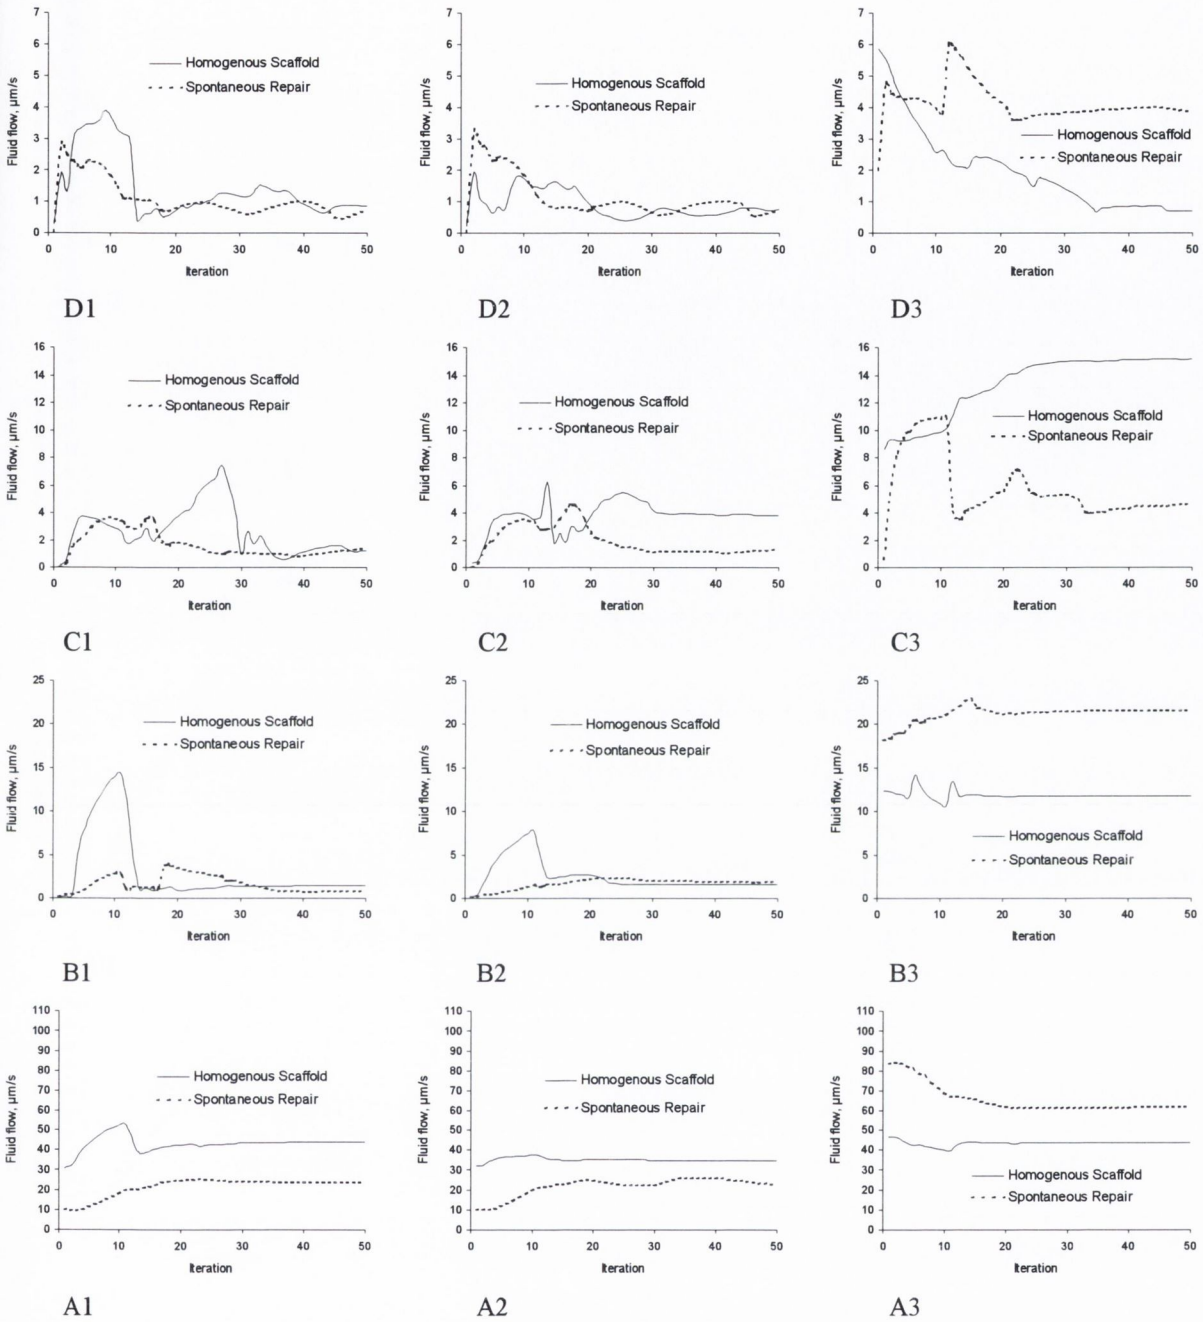 7
6
5
4
3
2
1
0
Fluid flow, µm/s
Homogenous Scaffold
Spontaneous Repair
0 10 20 30 40 50
Iteration
D1
7
6
5
4
3
2
1
0
Fluid flow, µm/s
Homogenous Scaffold
Spontaneous Repair
0 10 20 30 40 50
Iteration
D2
7
6
5
4
3
2
1
0
Fluid flow, µm/s
Homogenous Scaffold
Spontaneous Repair
0 10 20 30 40 50
Iteration
D3
16
14
12
10
8
6
4
2
0
Fluid flow, µm/s
Homogenous Scaffold
Spontaneous Repair
0 10 20 30 40 50
Iteration
C1
16
14
12
10
8
6
4
2
0
Fluid flow, µm/s
Homogenous Scaffold
Spontaneous Repair
0 10 20 30 40 50
Iteration
C2
16
14
12
10
8
6
4
2
0
Fluid flow, µm/s
Homogenous Scaffold
Spontaneous Repair
0 10 20 30 40 50
Iteration
C3
25
20
15
10
5
0
Fluid flow, µm/s
Homogenous Scaffold
Spontaneous Repair
0 10 20 30 40 50
Iteration
B1
25
20
15
10
5
0
Fluid flow, µm/s
Homogenous Scaffold
Spontaneous Repair
0 10 20 30 40 50
Iteration
B2
25
20
15
10
5
0
Fluid flow, µm/s
Homogenous Scaffold
Spontaneous Repair
0 10 20 30 40 50
Iteration
B3
110
100
90
80
70
60
50
40
30
20
10
0
Fluid flow, µm/s
Homogenous Scaffold
Spontaneous Repair
0 10 20 30 40 50
Iteration
A1
110
100
90
80
70
60
50
40
30
20
10
0
Fluid flow, µm/s
Homogenous Scaffold
Spontaneous Repair
0 10 20 30 40 50
Iteration
A2
110
100
90
80
70
60
50
40
30
20
10
0
Fluid flow, µm/s
Homogenous Scaffold
Spontaneous Repair
0 10 20 30 40 50
Iteration
A3